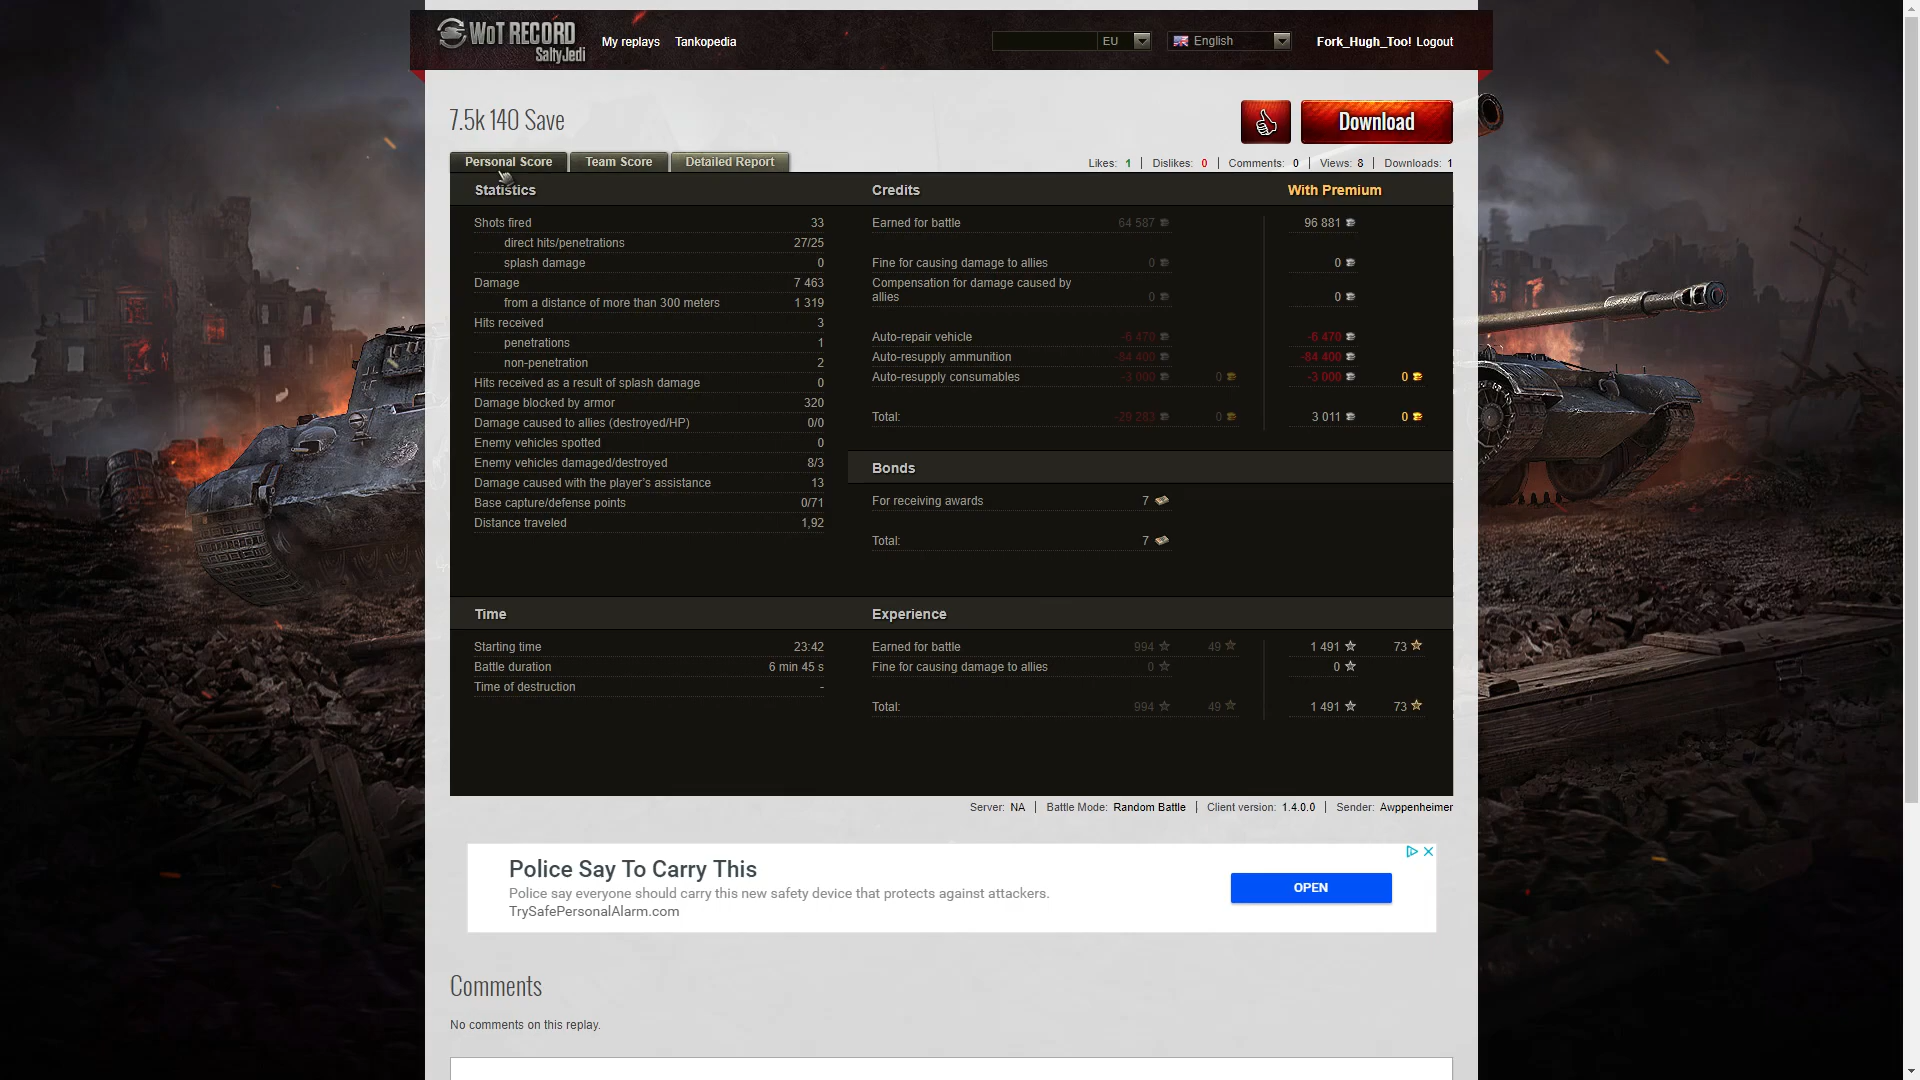 WoT RECORD
SaltyJedi
My replays
Tankopedia
EU
English
Fork_Hugh_Too! Logout
7.5k 140 Save
Download
Personal Score
Team Score
Detailed Report
Likes: 1 | Dislikes: 0 | Comments: 0 | Views: 8 | Downloads: 1
Statistics
Shots fired 33
direct hits/penetrations 27/25
splash damage 0
Damage 7 463
from a distance of more than 300 meters 1 319
Hits received 3
penetrations 1
non-penetration 2
Hits received as a result of splash damage 0
Damage blocked by armor 320
Damage caused to allies (destroyed/HP) 0/0
Enemy vehicles spotted 0
Enemy vehicles damaged/destroyed 8/3
Damage caused with the player's assistance 13
Base capture/defense points 0/71
Distance traveled 1,92
Credits With Premium
Earned for battle 64 587 96 881
Fine for causing damage to allies 0 0
Compensation for damage caused by
allies 0 0
Auto-repair vehicle -6 470 -6 470
Auto-resupply ammunition -84 400 -84 400
Auto-resupply consumables -3 000 0 -3 000 0
Total: -29 283 0 3 011 0
Bonds
For receiving awards 7
Total: 7
Time
Starting time 23:42
Battle duration 6 min 45 s
Time of destruction -
Experience
Earned for battle 994 49 1 491 73
Fine for causing damage to allies 0 0
Total: 994 49 1 491 73
Server: NA | Battle Mode: Random Battle | Client version: 1.4.0.0 | Sender: Awppenheimer
Police Say To Carry This
Police say everyone should carry this new safety device that protects against attackers.
TrySafePersonalAlarm.com
OPEN
Comments
No comments on this replay.